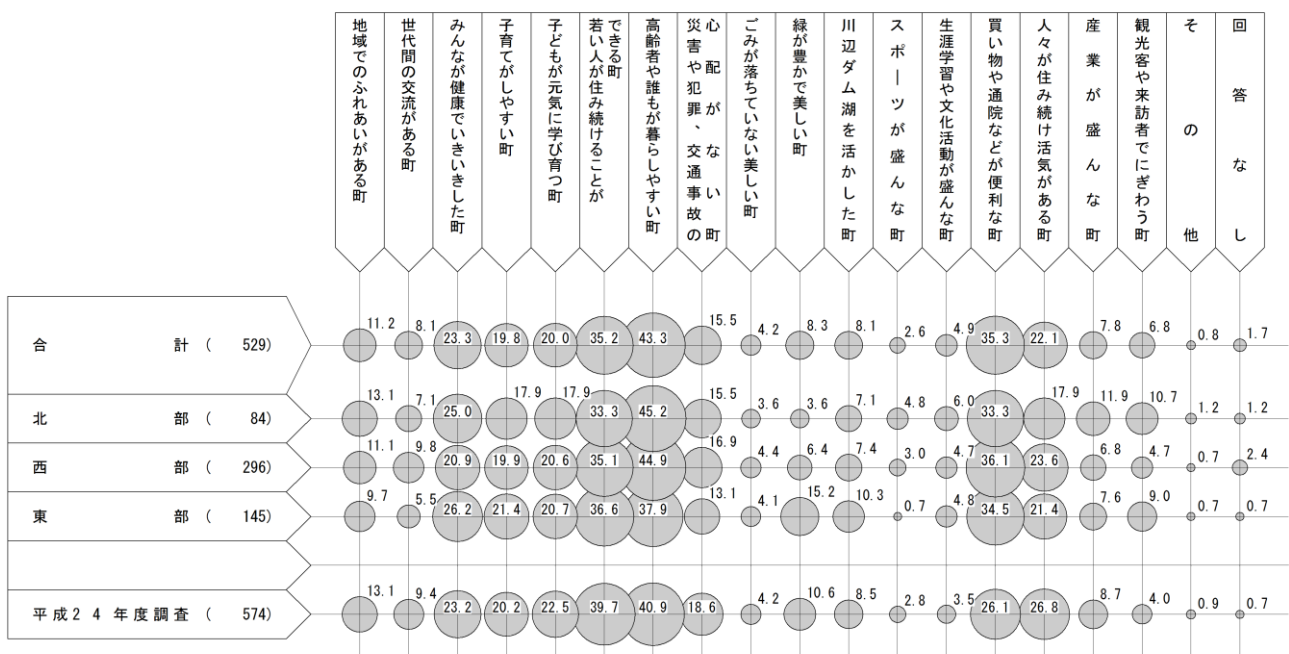 地域でのふれあいがある町
世代間の交流がある町
みんなが健康でいきいきした町
子育てがしやすい町
子どもが元気に学び育つ町
若い人が住み続けることが
できる町
高齢者や誰もが暮らしやすい町
災害や犯罪、交通事故の
心配がない町
ごみが落ちていない美しい町
緑が豊かで美しい町
川辺ダム湖を活かした町
スポーツが盛んな町
生涯学習や文化活動が盛んな町
買い物や通院などが便利な町
人々が住み続け活気がある町
産業が盛んな町
観光客や来訪者でにぎわう町
その他
回答なし
合計 ( 529) 11.2 8.1 23.3 19.8 20.0 35.2 43.3 15.5 4.2 8.3 8.1 2.6 4.9 35.3 22.1 7.8 6.8 0.8 1.7
北部 ( 84) 13.1 7.1 25.0 17.9 17.9 33.3 45.2 15.5 3.6 3.6 7.1 4.8 6.0 33.3 17.9 11.9 10.7 1.2 1.2
西部 ( 296) 11.1 9.8 20.9 19.9 20.6 35.1 44.9 16.9 4.4 6.4 7.4 3.0 4.7 36.1 23.6 6.8 4.7 0.7 2.4
東部 ( 145) 9.7 5.5 26.2 21.4 20.7 36.6 37.9 13.1 4.1 15.2 10.3 0.7 4.8 34.5 21.4 7.6 9.0 0.7 0.7
平成24年度調査 ( 574) 13.1 9.4 23.2 20.2 22.5 39.7 40.9 18.6 4.2 10.6 8.5 2.8 3.5 26.1 26.8 8.7 4.0 0.9 0.7